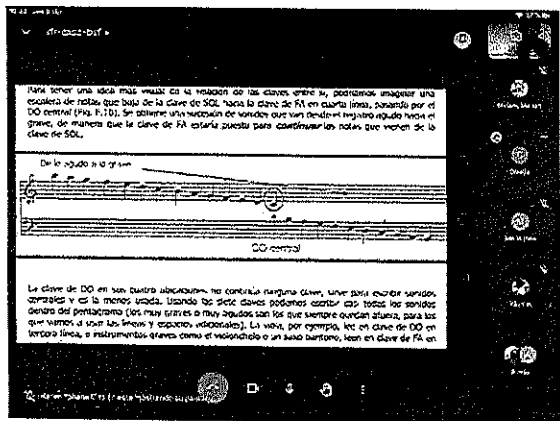 Para tener una idea más visual de la relación de las claves entre sí, podríamos imaginar una
escalera de notas que baja de la clave de SOL hacia la clave de FA en cuarta línea, pasando por el
DO central (Fig. F.10). Se obtiene una sucesión de sonidos que van desde el registro agudo hacia el
grave, de manera que la clave de FA estaría puesta para continuar las notas que vienen de la
clave de SOL.
De lo agudo a lo grave
DO central
La clave de DO en sus cuatro ubicaciones no continúa ninguna clave, sirve para escribir sonidos
centrales y es la menos usada. Usando las siete claves podemos escribir casi todos los sonidos
dentro del pentagrama (los muy graves o muy agudos son los que siempre quedan afuera, para los
que vamos a usar las líneas y espacios adicionales). La viola, por ejemplo, lee en clave de DO en
tercera línea, e instrumentos graves como el violonchelo o un saxo barítono, leen en clave de FA en